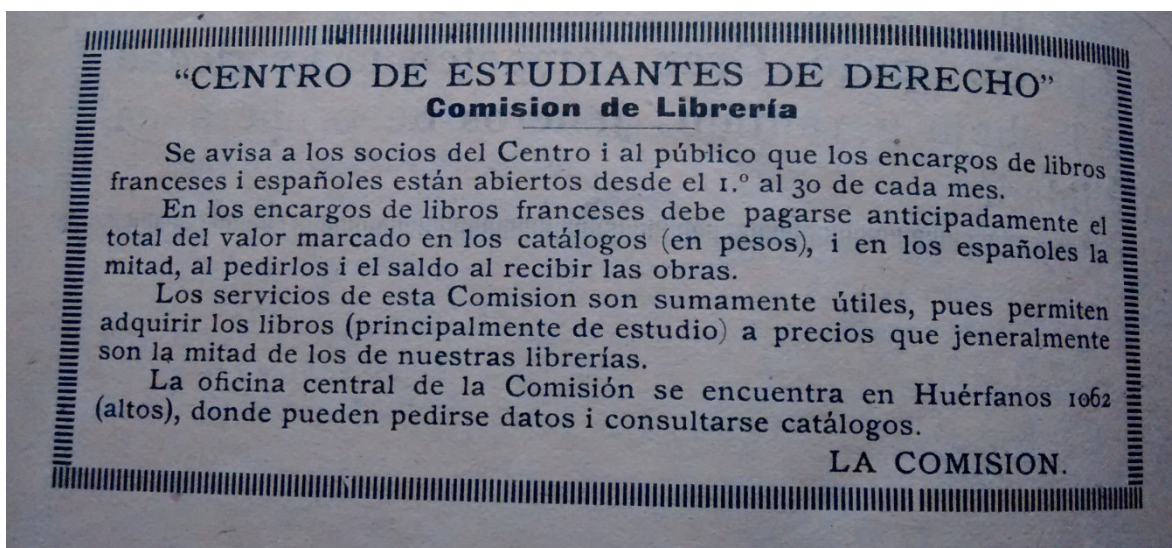 “CENTRO DE ESTUDIANTES DE DERECHO”
Comision de Librería
Se avisa a los socios del Centro i al público que los encargos de libros
franceses i españoles están abiertos desde el 1.º al 30 de cada mes.
En los encargos de libros franceses debe pagarse anticipadamente el
total del valor marcado en los catálogos (en pesos), i en los españoles la
mitad, al pedirlos i el saldo al recibir las obras.
Los servicios de esta Comision son sumamente útiles, pues permiten
adquirir los libros (principalmente de estudio) a precios que jeneralmente
son la mitad de los de nuestras librerías.
La oficina central de la Comisión se encuentra en Huérfanos 1062
(altos), donde pueden pedirse datos i consultarse catálogos.
LA COMISION.